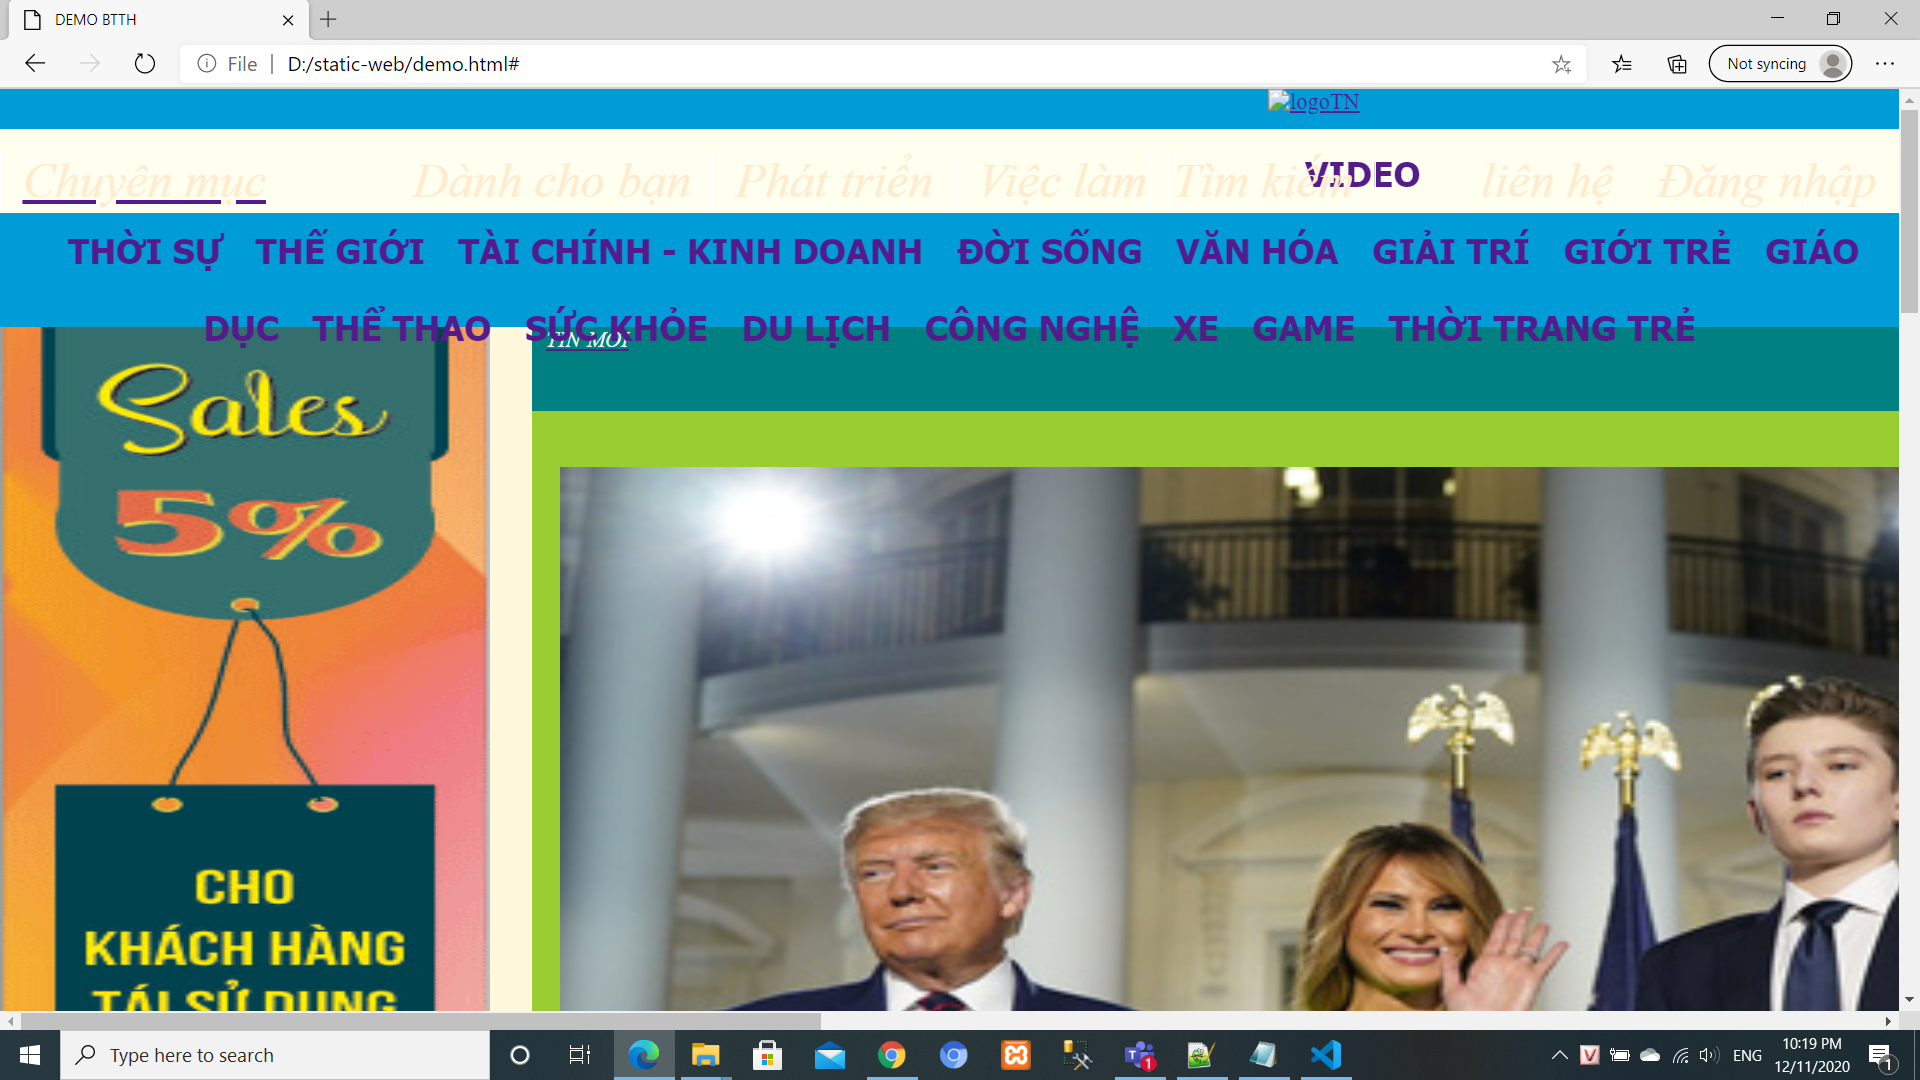 DEMO BTTH
File
D:/static-web/demo.html#
Not syncing
logoTN
Chuyên mục Dành cho bạn Phát triển Việc làm Tìm kiếm VIDEO liên hệ Đăng nhập
THỜI SỰ THẾ GIỚI TÀI CHÍNH - KINH DOANH ĐỜI SỐNG VĂN HÓA GIẢI TRÍ GIỚI TRẺ GIÁO
DỤC THỂ THAO SỨC KHỎE DU LỊCH CÔNG NGHỆ XE GAME THỜI TRANG TRẺ
TIN MOI
Sales
5%
CHO
KHÁCH HÀNG
TÁI SỬ DỤNG
Type here to search
1
ENG
10:19 PM
12/11/2020
1